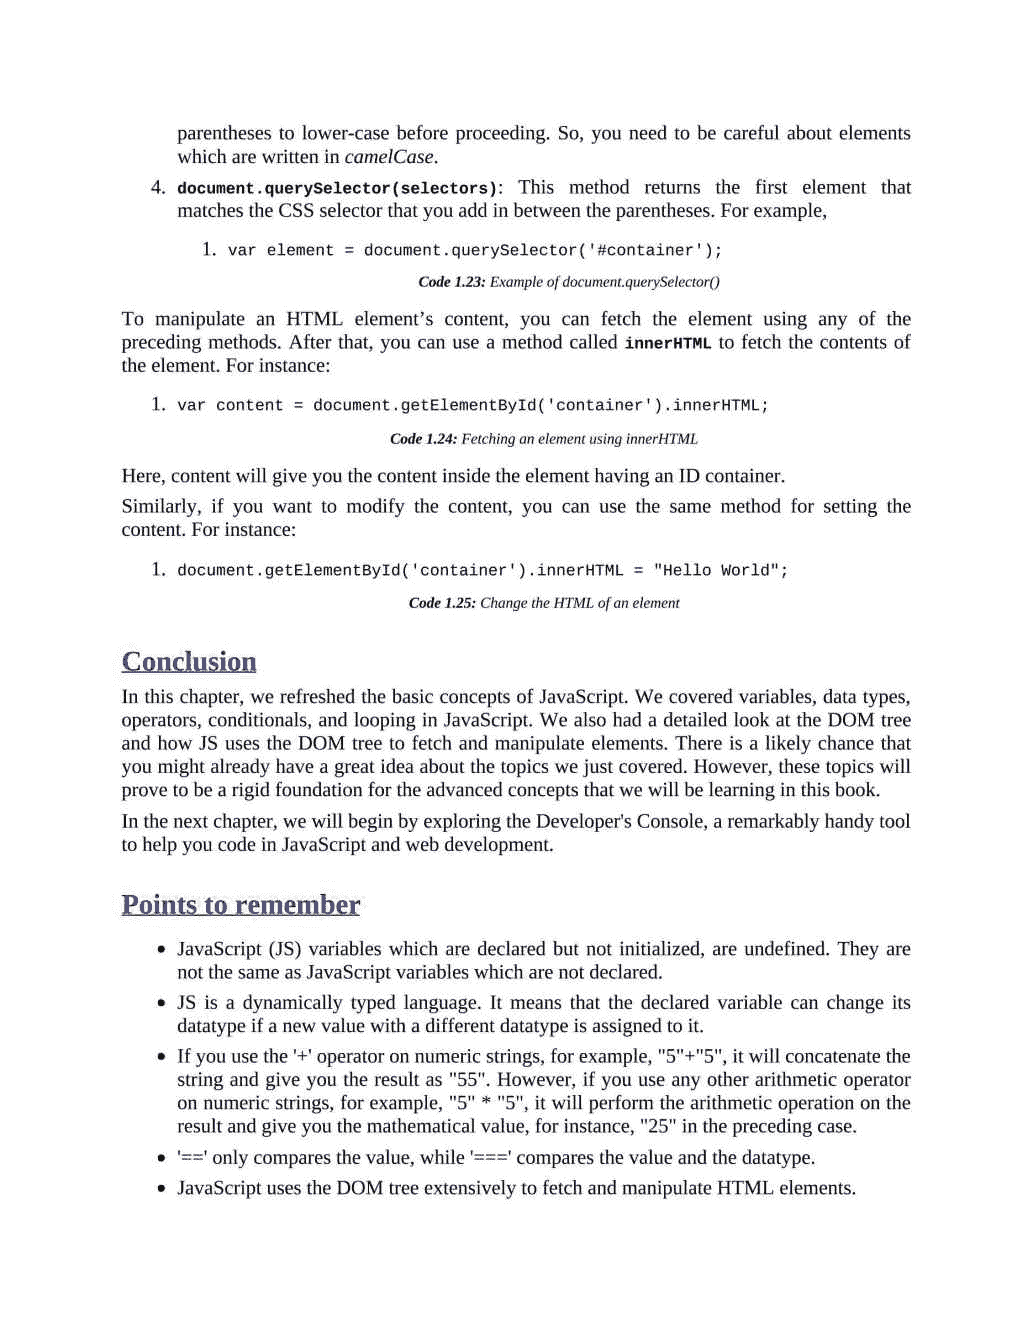 parentheses to lower-case before proceeding. So, you need to be careful about elements
which are written in camelCase.
4. document.querySelector(selectors): This method returns the first element that
matches the CSS selector that you add in between the parentheses. For example,
1. var element = document.querySelector('#container');
Code 1.23: Example of document.querySelector()
To manipulate an HTML element’s content, you can fetch the element using any of the
preceding methods. After that, you can use a method called innerHTML to fetch the contents of
the element. For instance:
1. var content = document.getElementById('container').innerHTML;
Code 1.24: Fetching an element using innerHTML
Here, content will give you the content inside the element having an ID container.
Similarly, if you want to modify the content, you can use the same method for setting the
content. For instance:
1. document.getElementById('container').innerHTML = "Hello World";
Code 1.25: Change the HTML of an element
Conclusion
In this chapter, we refreshed the basic concepts of JavaScript. We covered variables, data types,
operators, conditionals, and looping in JavaScript. We also had a detailed look at the DOM tree
and how JS uses the DOM tree to fetch and manipulate elements. There is a likely chance that
you might already have a great idea about the topics we just covered. However, these topics will
prove to be a rigid foundation for the advanced concepts that we will be learning in this book.
In the next chapter, we will begin by exploring the Developer's Console, a remarkably handy tool
to help you code in JavaScript and web development.
Points to remember
• JavaScript (JS) variables which are declared but not initialized, are undefined. They are
not the same as JavaScript variables which are not declared.
• JS is a dynamically typed language. It means that the declared variable can change its
datatype if a new value with a different datatype is assigned to it.
• If you use the '+' operator on numeric strings, for example, "5"+"5", it will concatenate the
string and give you the result as "55". However, if you use any other arithmetic operator
on numeric strings, for example, "5" * "5", it will perform the arithmetic operation on the
result and give you the mathematical value, for instance, "25" in the preceding case.
• '==' only compares the value, while '===' compares the value and the datatype.
• JavaScript uses the DOM tree extensively to fetch and manipulate HTML elements.